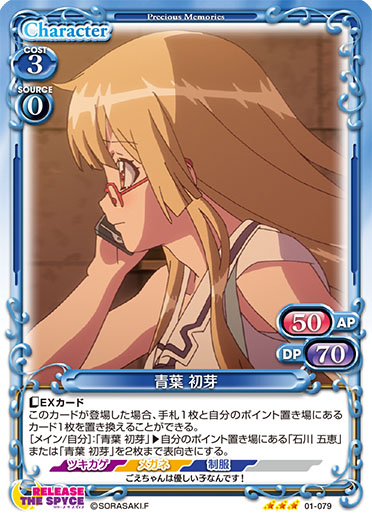 Precious Memories
Character
COST
3
SOURCE
0
50 AP
DP 70
青葉 初芽
EXカード
このカードが登場した場合、手札1枚と自分のポイント置き場にある
カード1枚を置き換えることができる。
[メイン/自分]:「青葉 初芽」▶自分のポイント置き場にある「石川 五恵」
または「青葉 初芽」を2枚まで表向きにする。
ツキカゲ メガネ 制服
ごえちゃんは優しい子なんです!
RELEASE
THE SPYCE
©SORASAKI.F
★★★ 01-079